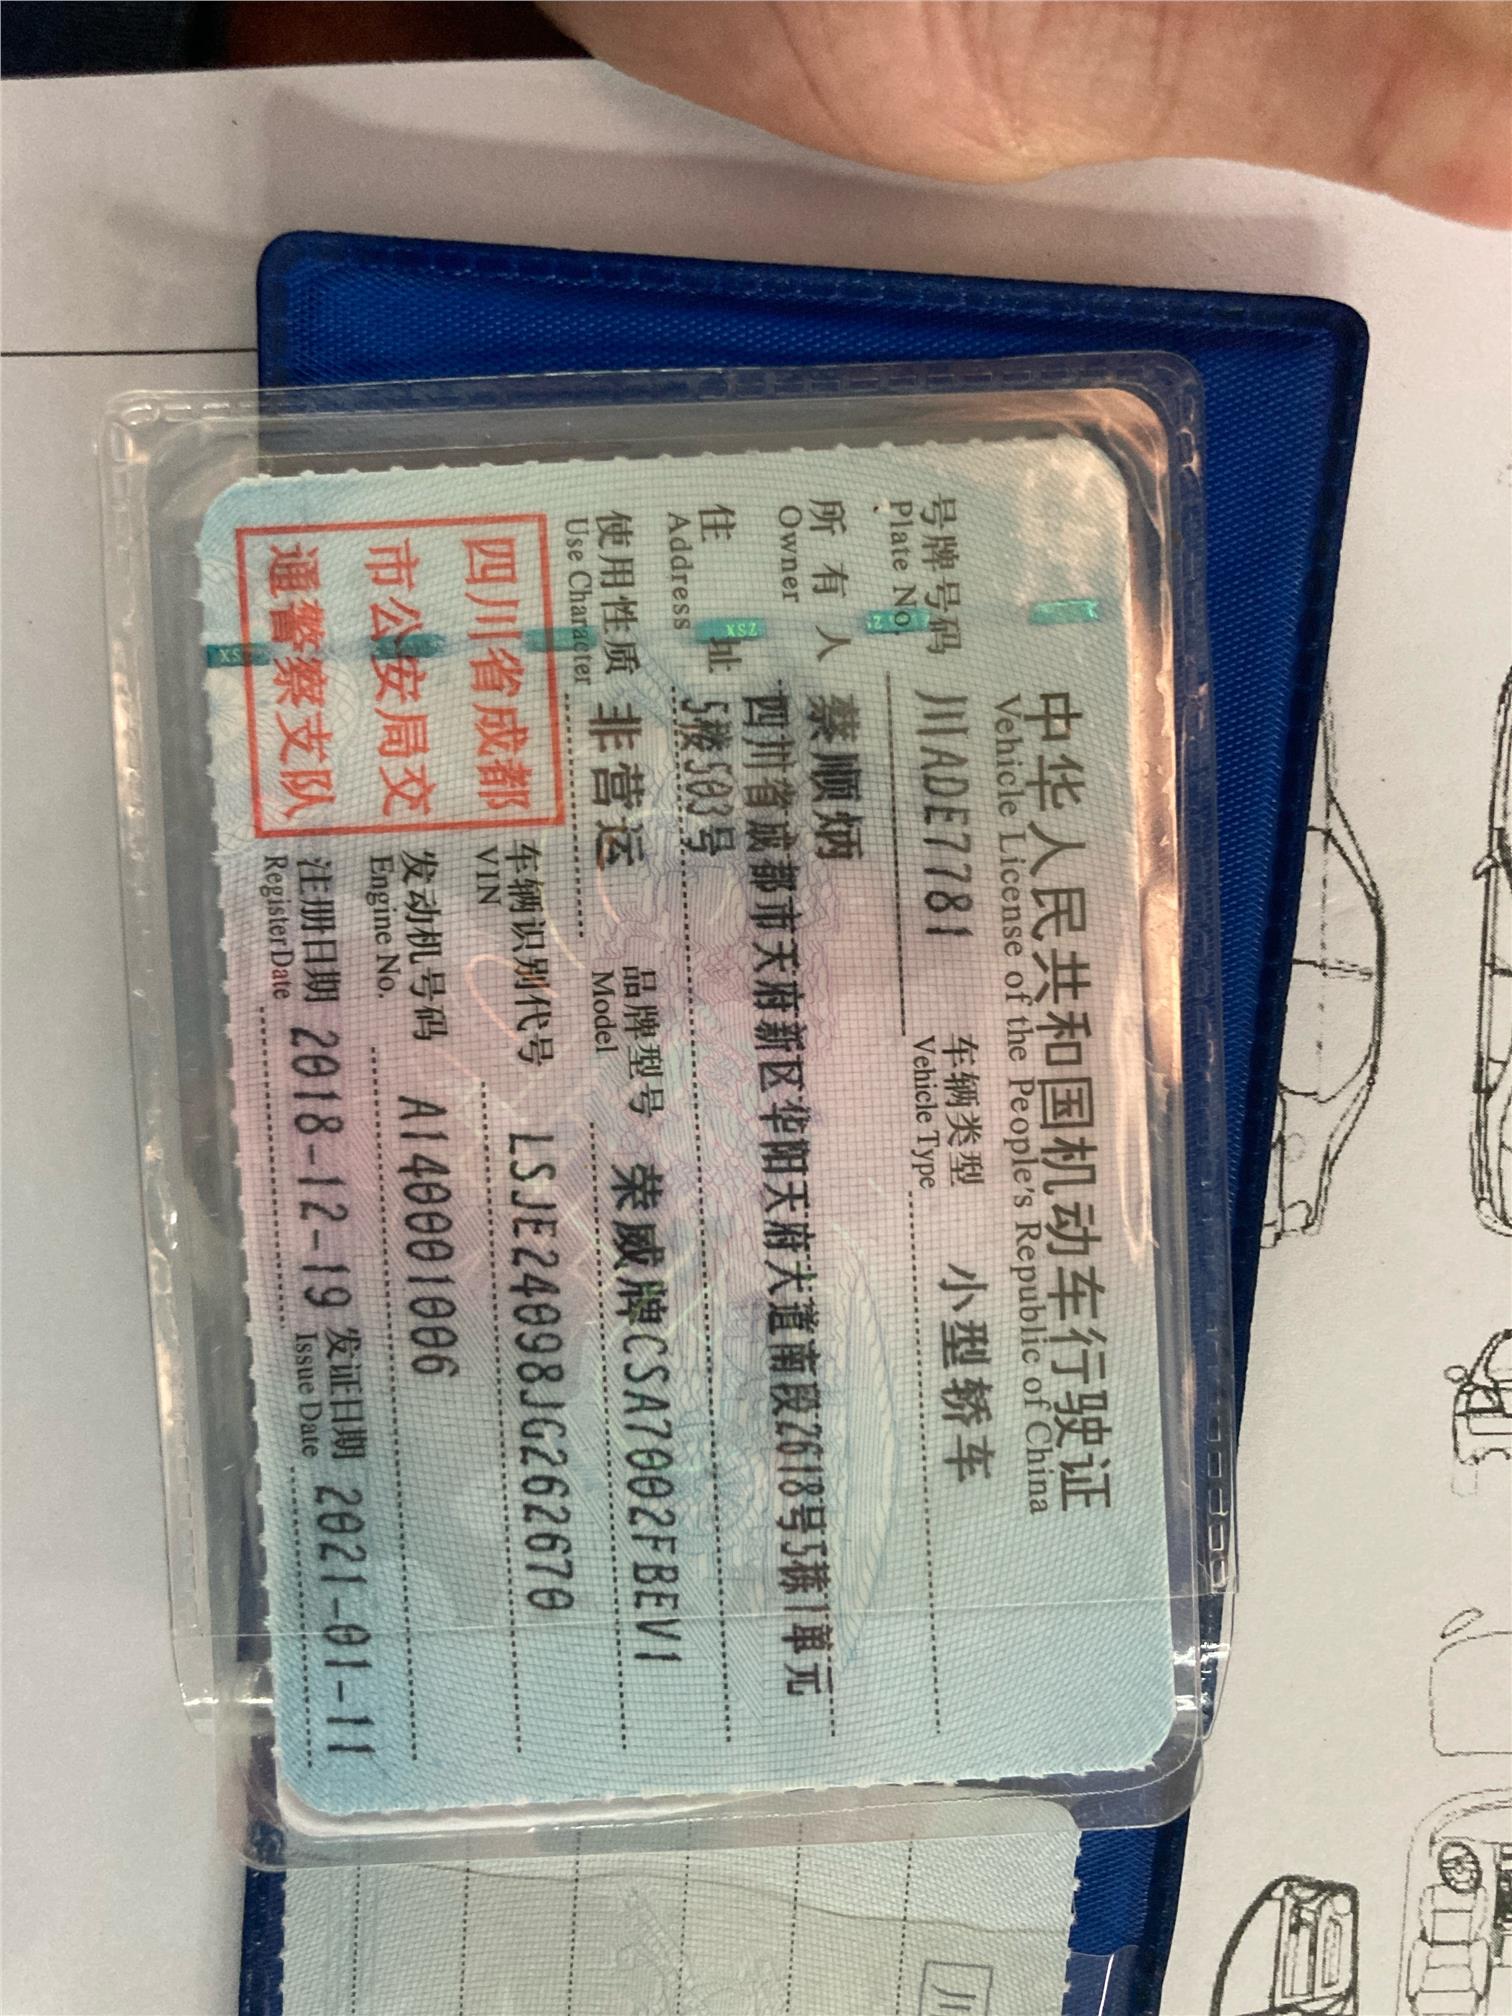 中华人民共和国机动车行驶证
Vehicle License of the People's Republic of China
号牌号码 川ADE7781 车辆类型 小型轿车
Plate No. Vehicle Type
所有人 蔡顺炳
Owner
住址 四川省成都市天府新区华阳天府大道南段2618号5栋1单元
Address 5楼503号
使用性质 非营运 品牌型号 荣威牌CSA7002FBEV1
Use Character Model
四川省成都
市公安局交
通警察支队
车辆识别代号 LSJE24098JG262670
VIN
发动机号码 A140001006
Engine No.
注册日期 2018-12-19 发证日期 2021-01-11
Register Date Issue Date
ZSX
川